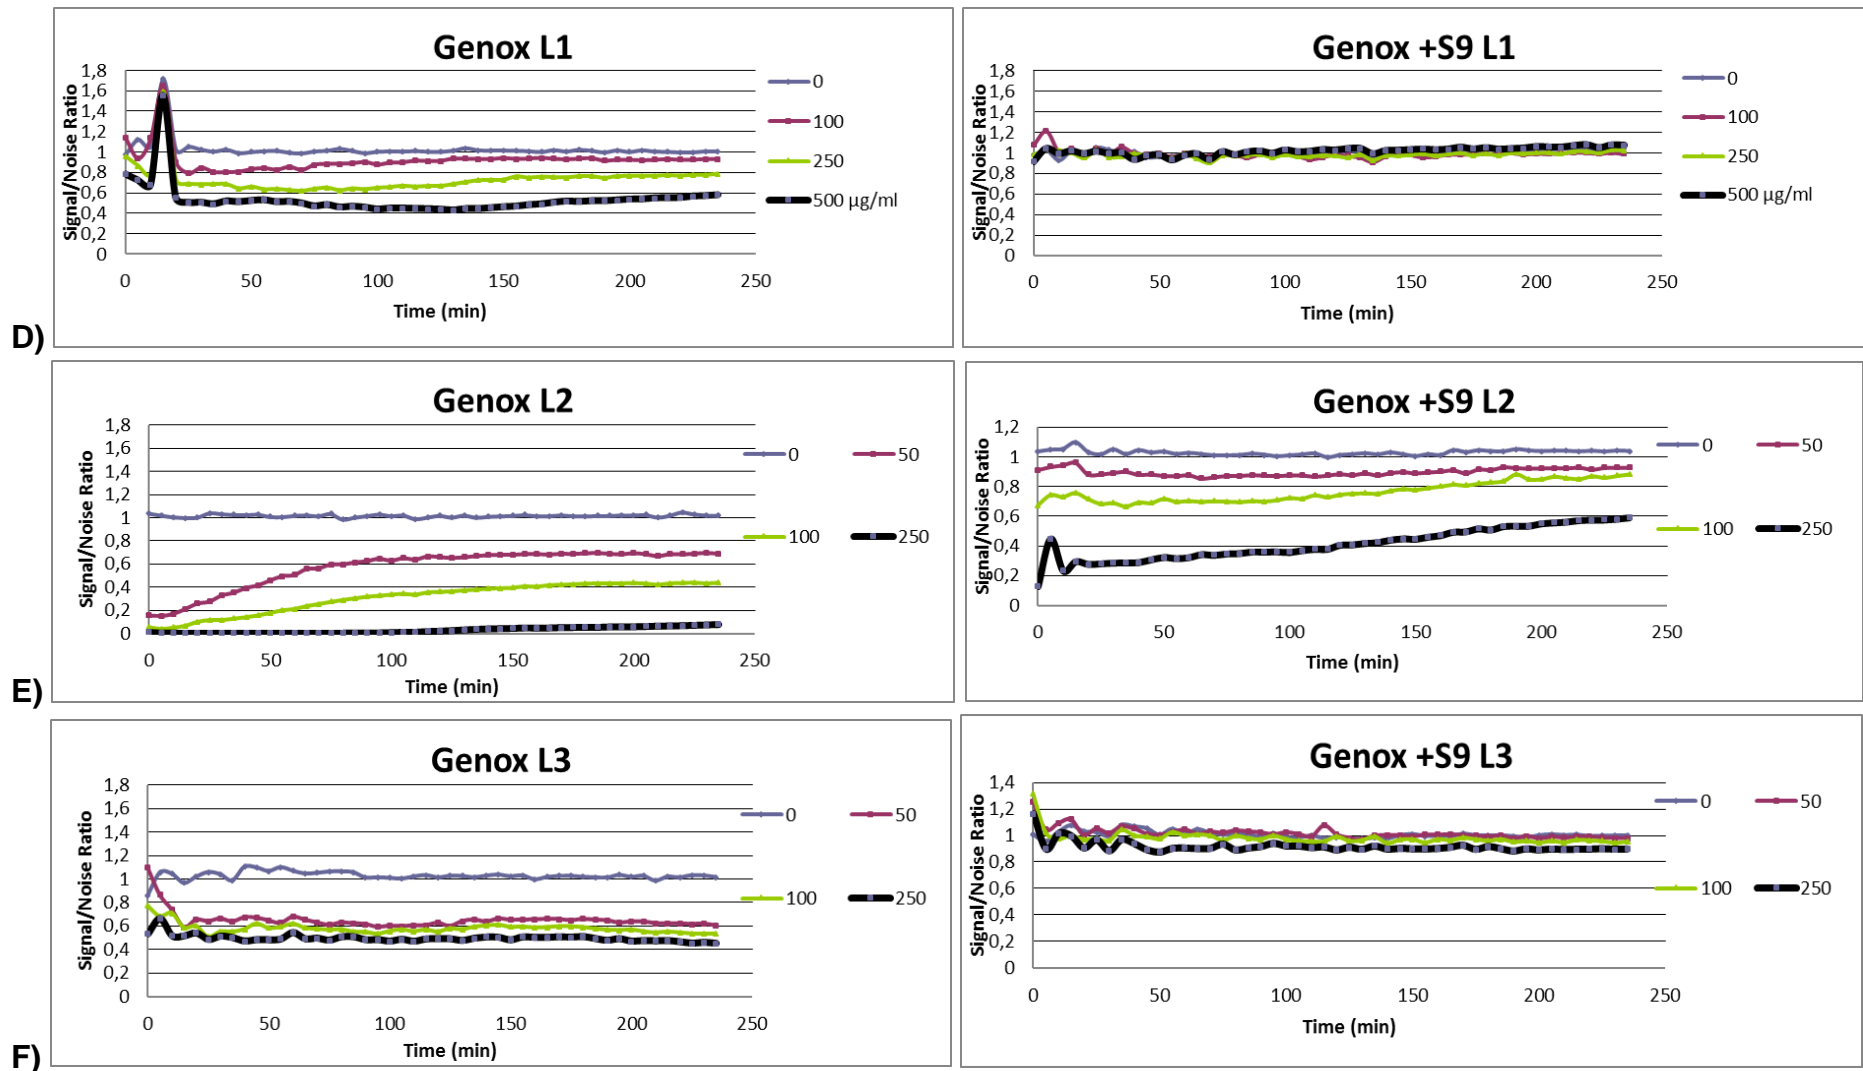 Genox L1
Signal/Noise Ratio
1,8
1,6
1,4
1,2
1
0,8
0,6
0,4
0,2
0
0 50 100 150 200 250
Time (min)
0
100
250
500 µg/ml
D)
Genox +S9 L1
Signal/Noise Ratio
1,8
1,6
1,4
1,2
1
0,8
0,6
0,4
0,2
0
0 50 100 150 200 250
Time (min)
0
100
250
500 µg/ml
Genox L2
Signal/Noise Ratio
1,8
1,6
1,4
1,2
1
0,8
0,6
0,4
0,2
0
0 50 100 150 200 250
Time (min)
0 50
100 250
E)
Genox +S9 L2
Signal/Noise Ratio
1,2
1
0,8
0,6
0,4
0,2
0
0 50 100 150 200 250
Time (min)
0 50
100 250
Genox L3
Signal/Noise Ratio
1,8
1,6
1,4
1,2
1
0,8
0,6
0,4
0,2
0
0 50 100 150 200 250
Time (min)
0 50
100 250
F)
Genox +S9 L3
Signal/Noise Ratio
1,4
1,2
1
0,8
0,6
0,4
0,2
0
0 50 100 150 200 250
Time (min)
0 50
100 250